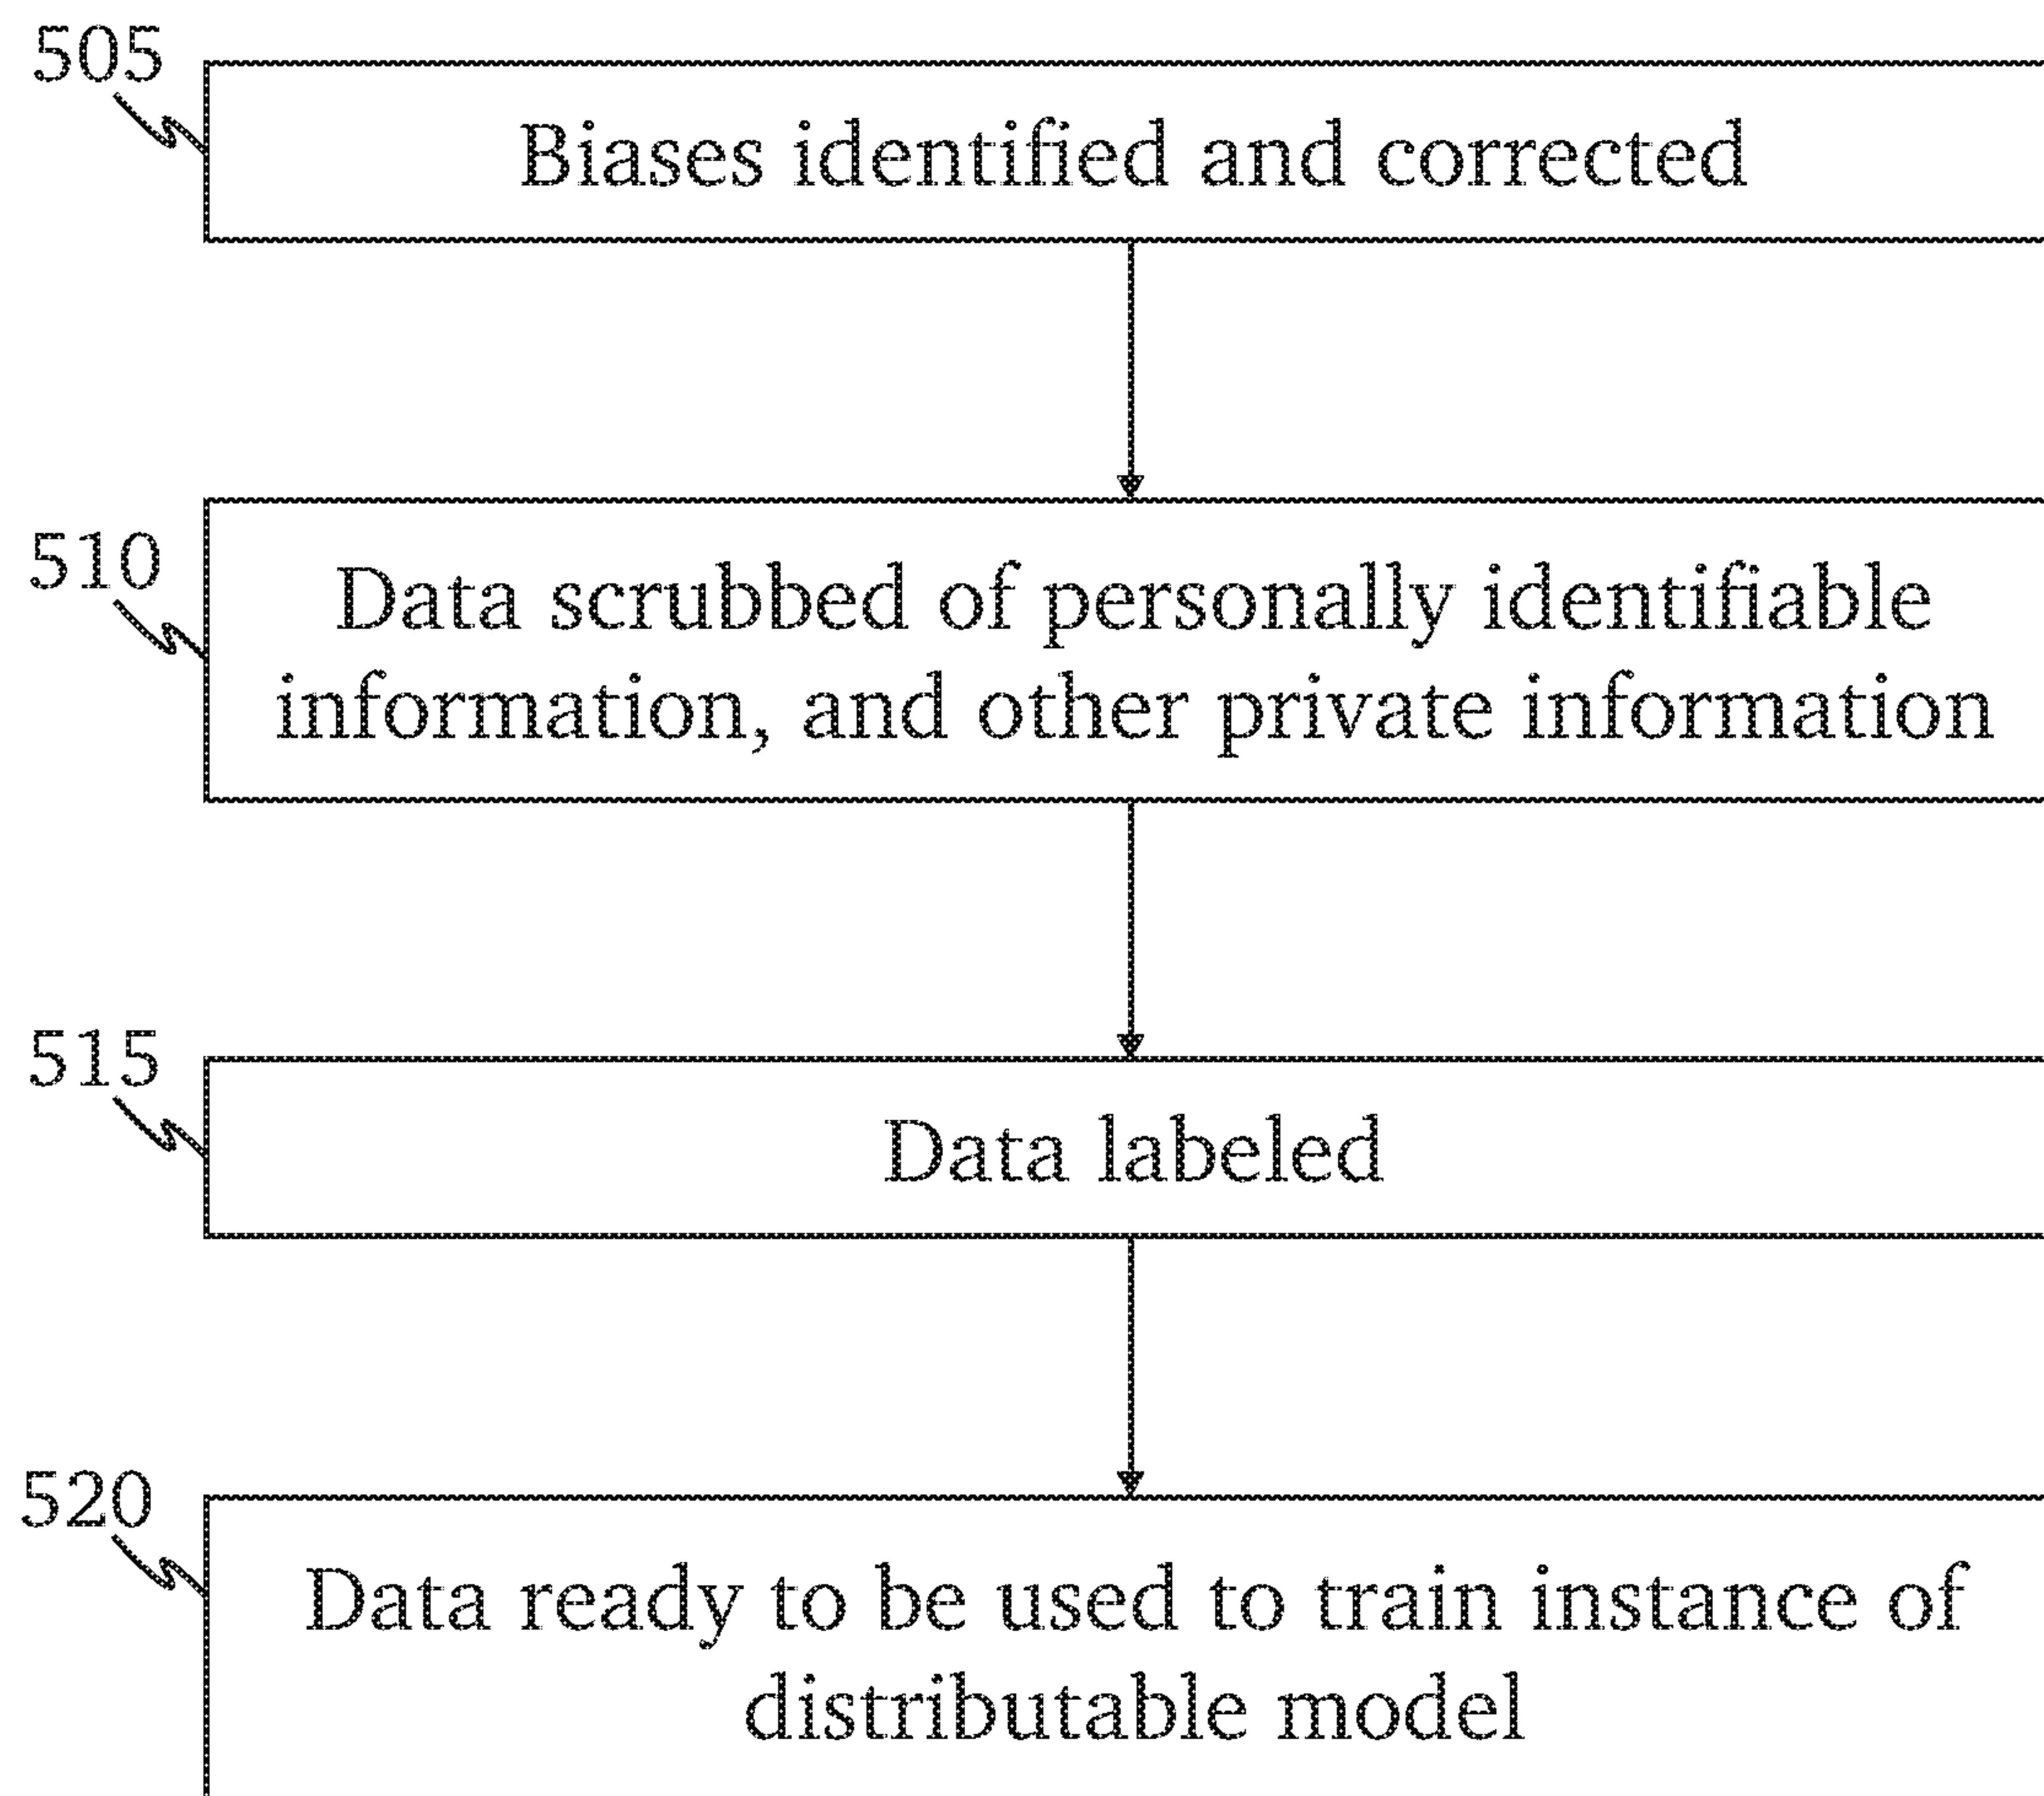 505
Biases identified and corrected
510
Data scrubbed of personally identifiable
information, and other private information
515
Data labeled
520
Data ready to be used to train instance of
distributable model